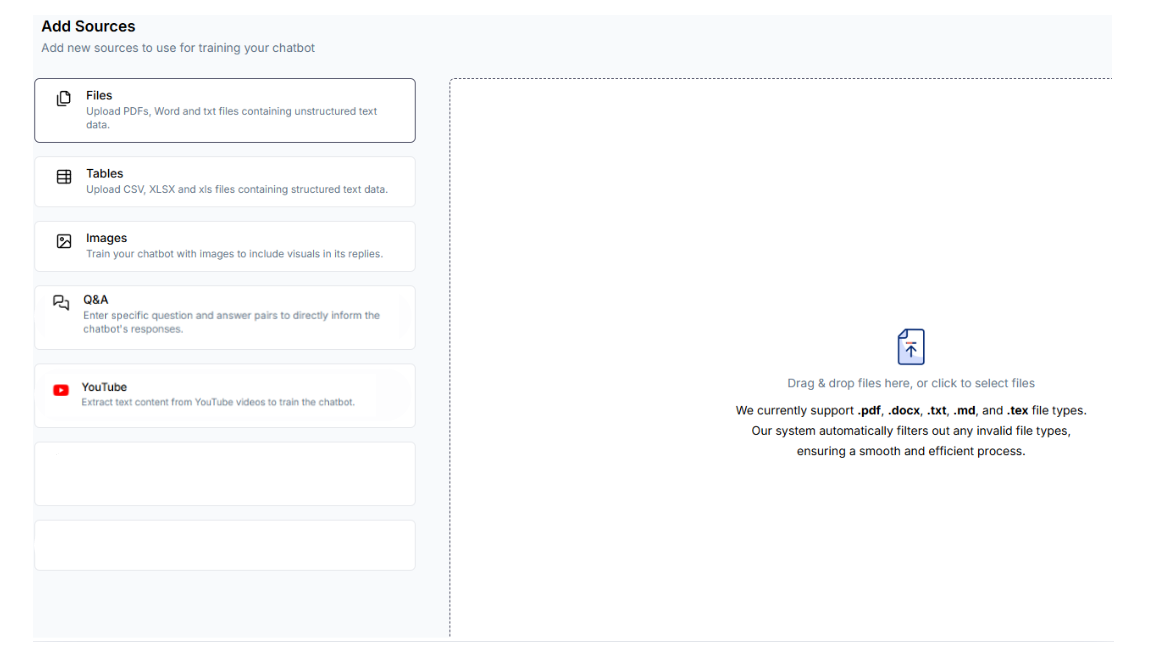 Add Sources
Add new sources to use for training your chatbot
Files
Upload PDFs, Word and txt files containing unstructured text
data.
Tables
Upload CSV, XLSX and xls files containing structured text data.
Images
Train your chatbot with images to include visuals in its replies.
Q&A
Enter specific question and answer pairs to directly inform the
chatbot's responses.
YouTube
Extract text content from YouTube videos to train the chatbot.
Drag & drop files here, or click to select files
We currently support .pdf, .docx, .txt, .md, and .tex file types.
Our system automatically filters out any invalid file types,
ensuring a smooth and efficient process.